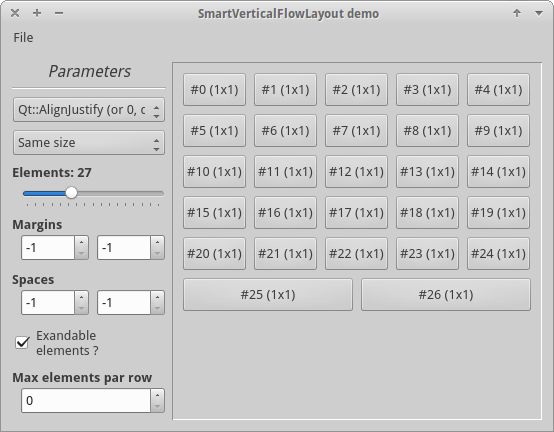 SmartVerticalFlowLayout demo
File
Parameters
Qt::AlignJustify (or 0, c
Same size
Elements: 27
Margins
-1 -1
Spaces
-1 -1
Exandable
elements ?
Max elements par row
0
#0 (1x1) #1 (1x1) #2 (1x1) #3 (1x1) #4 (1x1)
#5 (1x1) #6 (1x1) #7 (1x1) #8 (1x1) #9 (1x1)
#10 (1x1) #11 (1x1) #12 (1x1) #13 (1x1) #14 (1x1)
#15 (1x1) #16 (1x1) #17 (1x1) #18 (1x1) #19 (1x1)
#20 (1x1) #21 (1x1) #22 (1x1) #23 (1x1) #24 (1x1)
#25 (1x1) #26 (1x1)